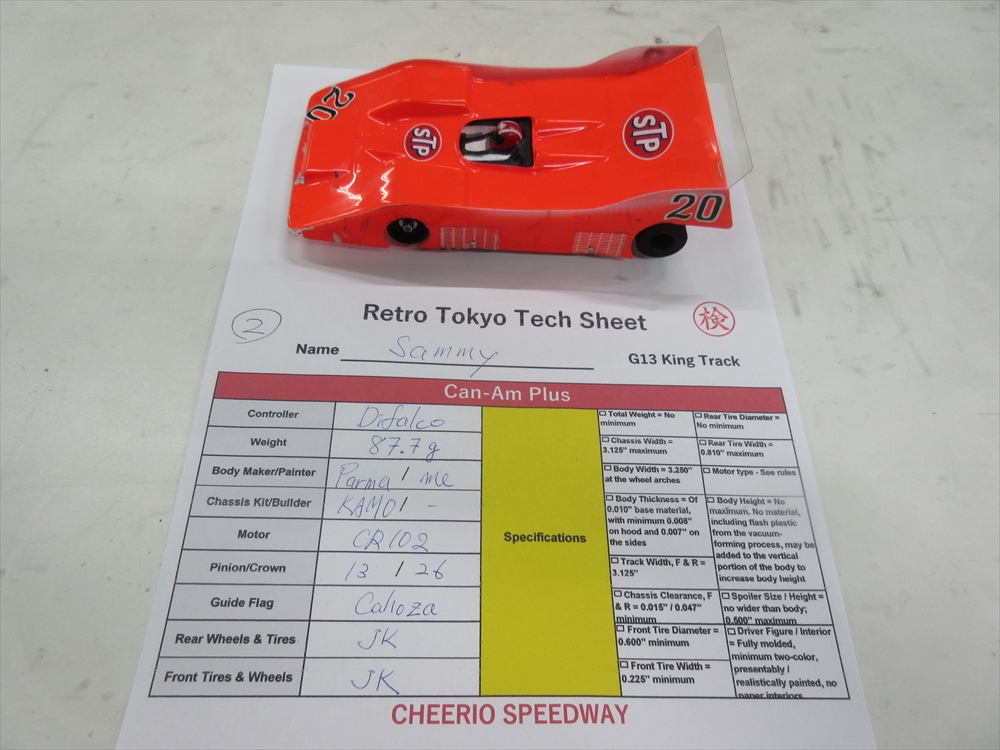 20
STP
STP
20
Retro Tokyo Tech Sheet
検
2
Name Sammy
G13 King Track
Can-Am Plus
Controller Difalco
Weight 87.7g
Body Maker/Painter Parma / me
Chassis Kit/Builder KAMO / -
Motor CR102
Pinion/Crown 13 / 26
Guide Flag Cahoza
Rear Wheels & Tires JK
Front Tires & Wheels JK
Specifications
☐ Total Weight = No
minimum
☐ Chassis Width =
3.125" maximum
☐ Body Width = 3.250"
at the wheel arches
☐ Body Thickness = Of
0.010" base material,
with minimum 0.008"
on hood and 0.007" on
the sides
☐ Track Width, F & R =
3.125"
☐ Chassis Clearance, F
& R = 0.015" / 0.047"
minimum
☐ Front Tire Diameter =
0.600" minimum
☐ Front Tire Width =
0.225" minimum
☐ Rear Tire Diameter =
No minimum
☐ Rear Tire Width =
0.810" maximum
☐ Motor type - See rules
☐ Body Height = No
maximum. No material,
including flash plastic
from the vacuum-
forming process, may be
added to the vertical
portion of the body to
increase body height
☐ Spoiler Size / Height =
no wider than body;
0.500" maximum
☐ Driver Figure / Interior
= Fully molded,
minimum two-color,
presentably /
realistically painted, no
paper interiors
CHEERIO SPEEDWAY